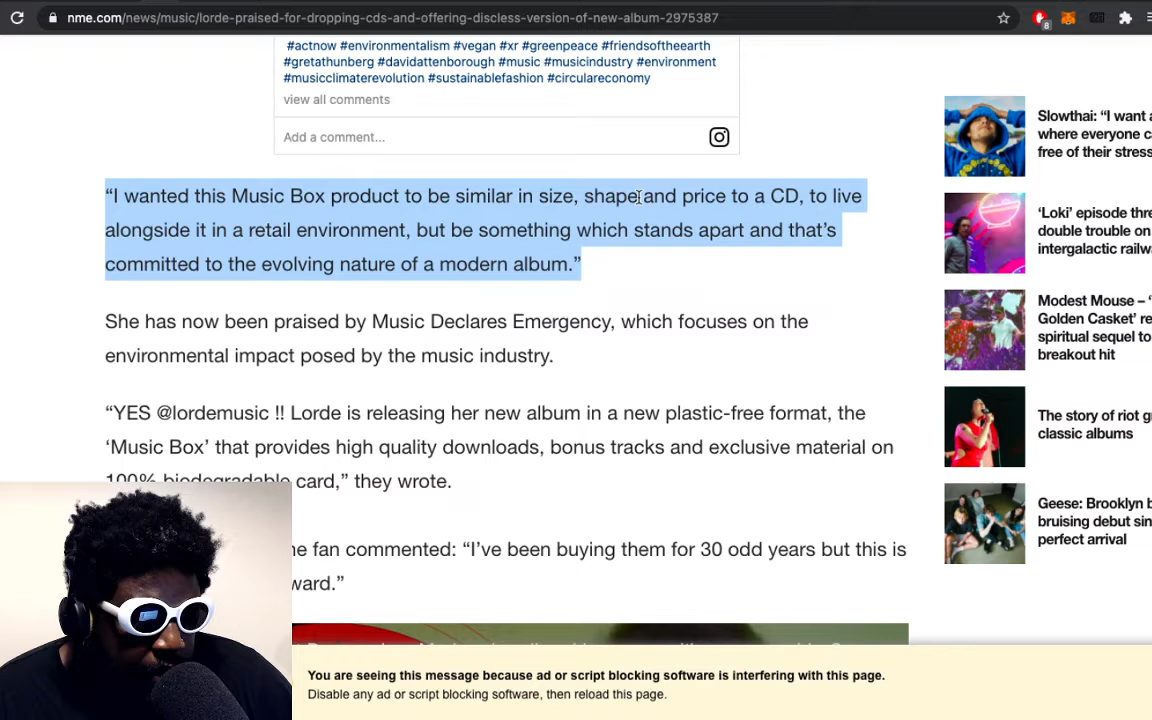 nme.com/news/music/lorde-praised-for-dropping-cds-and-offering-discless-version-of-new-album-2975387
8
#actnow #environmentalism #vegan #xr #greenpeace #friendsoftheearth
#gretathunberg #davidattenborough #music #musicindustry #environment
#musicclimaterevolution #sustainablefashion #circulareconomy
view all comments
Add a comment...
“I wanted this Music Box product to be similar in size, shape and price to a CD, to live
alongside it in a retail environment, but be something which stands apart and that’s
committed to the evolving nature of a modern album.”
She has now been praised by Music Declares Emergency, which focuses on the
environmental impact posed by the music industry.
“YES @lordemusic !! Lorde is releasing her new album in a new plastic-free format, the
‘Music Box’ that provides high quality downloads, bonus tracks and exclusive material on
100% biodegradable card,” they wrote.
fan commented: “I’ve been buying them for 30 odd years but this is
Slowthai: “I want
where everyone
free of their stress
‘Loki’ episode
double trouble on
intergalactic
Modest Mouse – ‘
Golden Casket’
spiritual sequel to
breakout hit
The story of riot
classic albums
Geese: Brooklyn
bruising debut
perfect arrival
You are seeing this message because ad or script blocking software is interfering with this page.
Disable any ad or script blocking software, then reload this page.